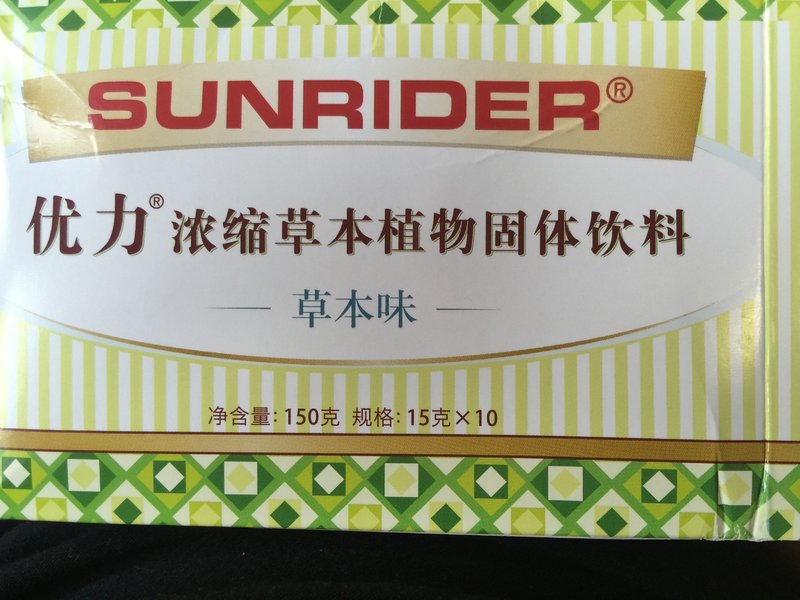 SUNRIDER®
优力® 浓缩草本植物固体饮料
草本味
净含量: 150克 规格: 15克×10